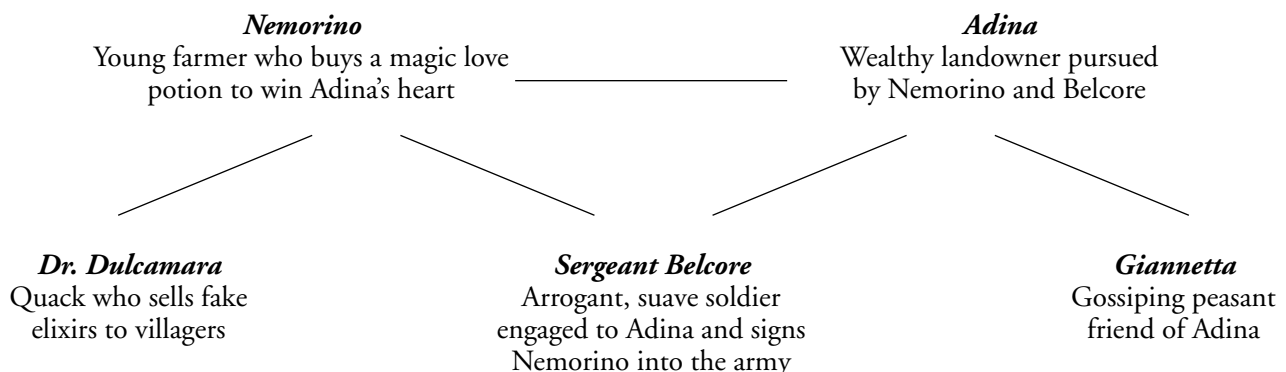 Nemorino
Young farmer who buys a magic love
potion to win Adina’s heart
Adina
Wealthy landowner pursued
by Nemorino and Belcore
Dr. Dulcamara
Quack who sells fake
elixirs to villagers
Sergeant Belcore
Arrogant, suave soldier
engaged to Adina and signs
Nemorino into the army
Giannetta
Gossiping peasant
friend of Adina